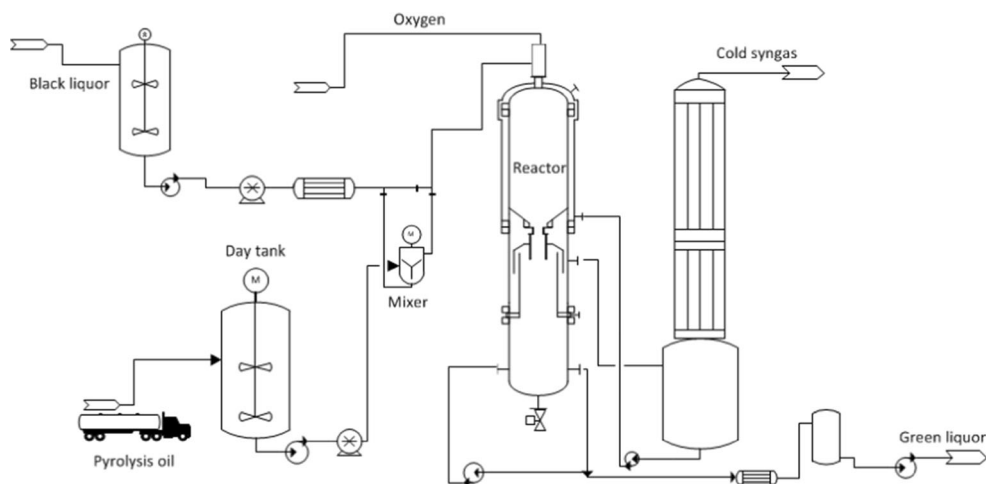 Oxygen
Cold syngas
Black liquor
Reactor
M
Day tank
M
Mixer
Pyrolysis oil
Green liquor